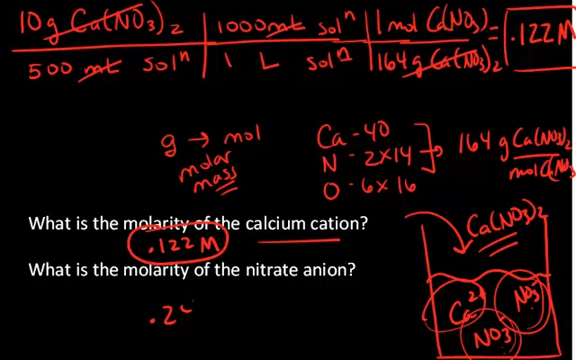 10g Ca(NO3)2 | 1000 mL soln | 1 mol Ca(NO3)2 = .122 M
500 mL soln | 1 L soln | 164 g Ca(NO3)2
g → mol
molar
mass
Ca - 40
N - 2×14
O - 6×16
164 g Ca(NO3)2
mol Ca(NO3)2
What is the molarity of the calcium cation?
.122 M
What is the molarity of the nitrate anion?
.24
Ca(NO3)2
Ca2+
NO3-
NO3-